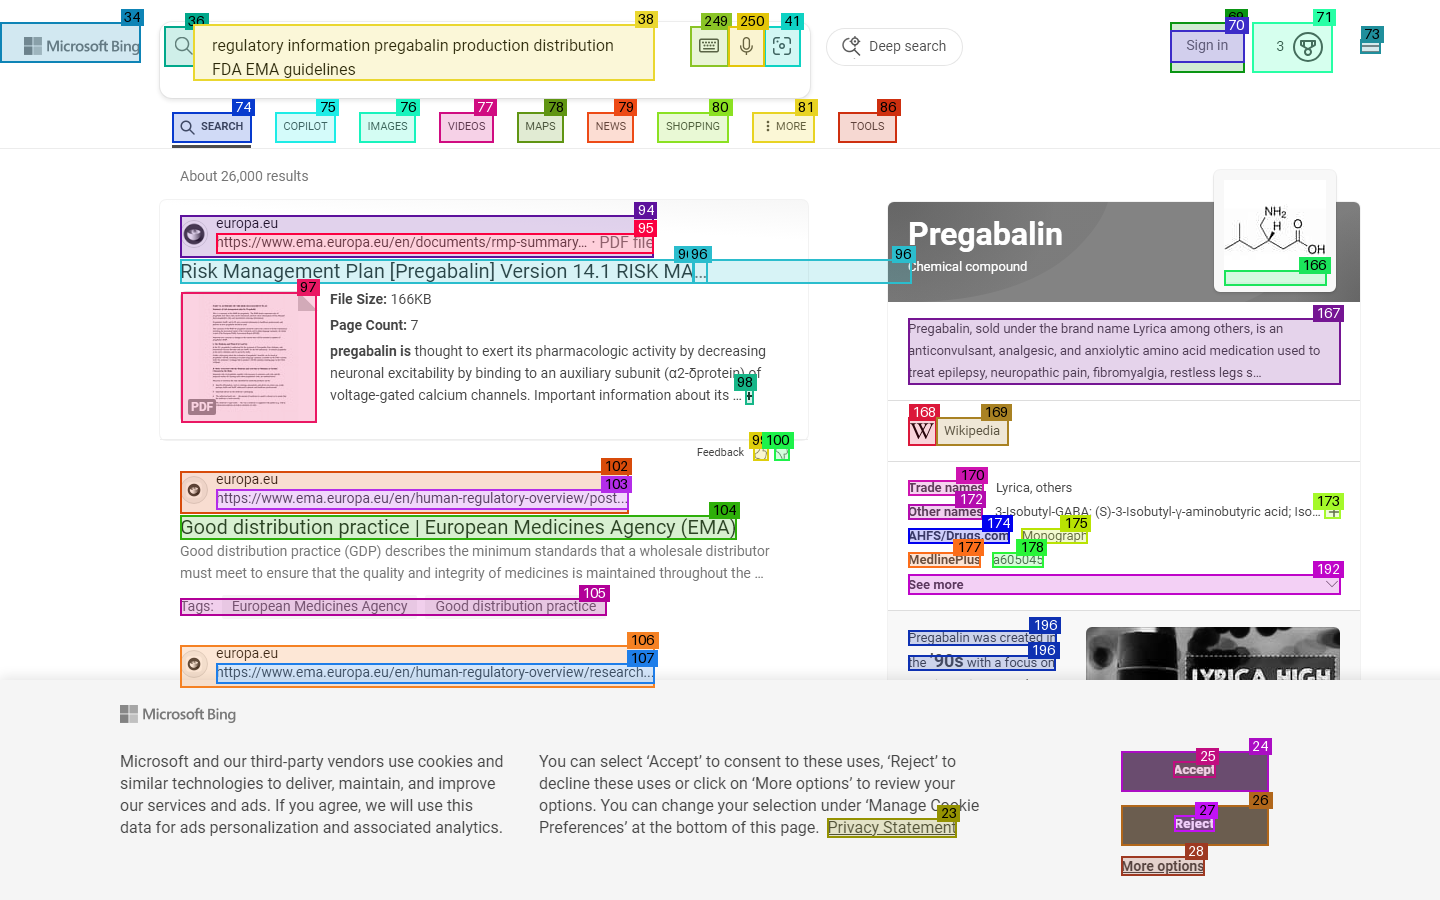 Microsoft Bing
regulatory information pregabalin production distribution
FDA EMA guidelines
Deep search
Sign in
3
34
36
38
249
250
41
70
71
73
SEARCH
COPILOT
IMAGES
VIDEOS
MAPS
NEWS
SHOPPING
MORE
TOOLS
74
75
76
77
78
79
80
81
86
About 26,000 results
94
europa.eu
95
https://www.ema.europa.eu/en/documents/rmp-summary... · PDF file
96
96
Risk Management Plan [Pregabalin] Version 14.1 RISK MA...
97
File Size: 166KB
Page Count: 7
pregabalin is thought to exert its pharmacologic activity by decreasing
neuronal excitability by binding to an auxiliary subunit (α2-δprotein) of
voltage-gated calcium channels. Important information about its ...
98
PDF
Feedback
100
102
europa.eu
103
https://www.ema.europa.eu/en/human-regulatory-overview/post...
104
Good distribution practice | European Medicines Agency (EMA)
Good distribution practice (GDP) describes the minimum standards that a wholesale distributor
must meet to ensure that the quality and integrity of medicines is maintained throughout the ...
105
Tags: European Medicines Agency Good distribution practice
106
europa.eu
107
https://www.ema.europa.eu/en/human-regulatory-overview/research...
Pregabalin
Chemical compound
NH2
H
O
OH
166
167
Pregabalin, sold under the brand name Lyrica among others, is an
anticonvulsant, analgesic, and anxiolytic amino acid medication used to
treat epilepsy, neuropathic pain, fibromyalgia, restless legs s...
168
169
W Wikipedia
170
Trade names Lyrica, others
172
173
Other names 3-Isobutyl-GABA; (S)-3-Isobutyl-γ-aminobutyric acid; Iso...
174
175
AHFS/Drugs.com Monograph
177
178
MedlinePlus a605045
192
See more
196
Pregabalin was created in
196
the '90s with a focus on
LYRICA HIGH
Microsoft Bing
Microsoft and our third-party vendors use cookies and
similar technologies to deliver, maintain, and improve
our services and ads. If you agree, we will use this
data for ads personalization and associated analytics.
You can select ‘Accept’ to consent to these uses, ‘Reject’ to
decline these uses or click on ‘More options’ to review your
options. You can change your selection under ‘Manage Cookie
Preferences’ at the bottom of this page. Privacy Statement
23
24
25
Accept
26
27
Reject
28
More options